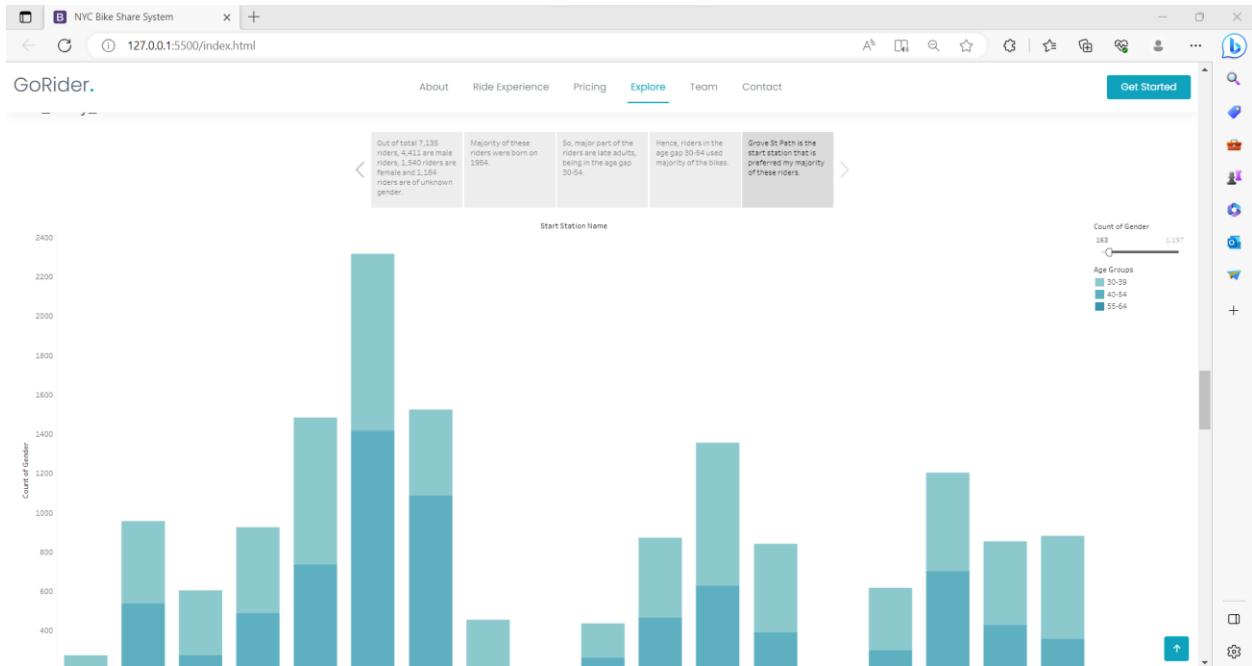 NYC Bike Share System
127.0.0.1:5500/index.html
GoRider.
About
Ride Experience
Pricing
Explore
Team
Contact
Get Started
Out of total 7,135
riders, 4,411 are male
riders, 1,540 riders are
female and 1,184
riders are of unknown
gender.
Majority of these
riders were born on
1984.
So, major part of the
riders are late adults,
being in the age gap
30-54.
Hence, riders in the
age gap 30-54 used
majority of the bikes.
Grove St Path is the
start station that is
preferred my majority
of these riders.
Start Station Name
Count of Gender
163
1,197
Age Groups
30-39
40-54
55-64
Count of Gender
2400
2200
2000
1800
1600
1400
1200
1000
800
600
400